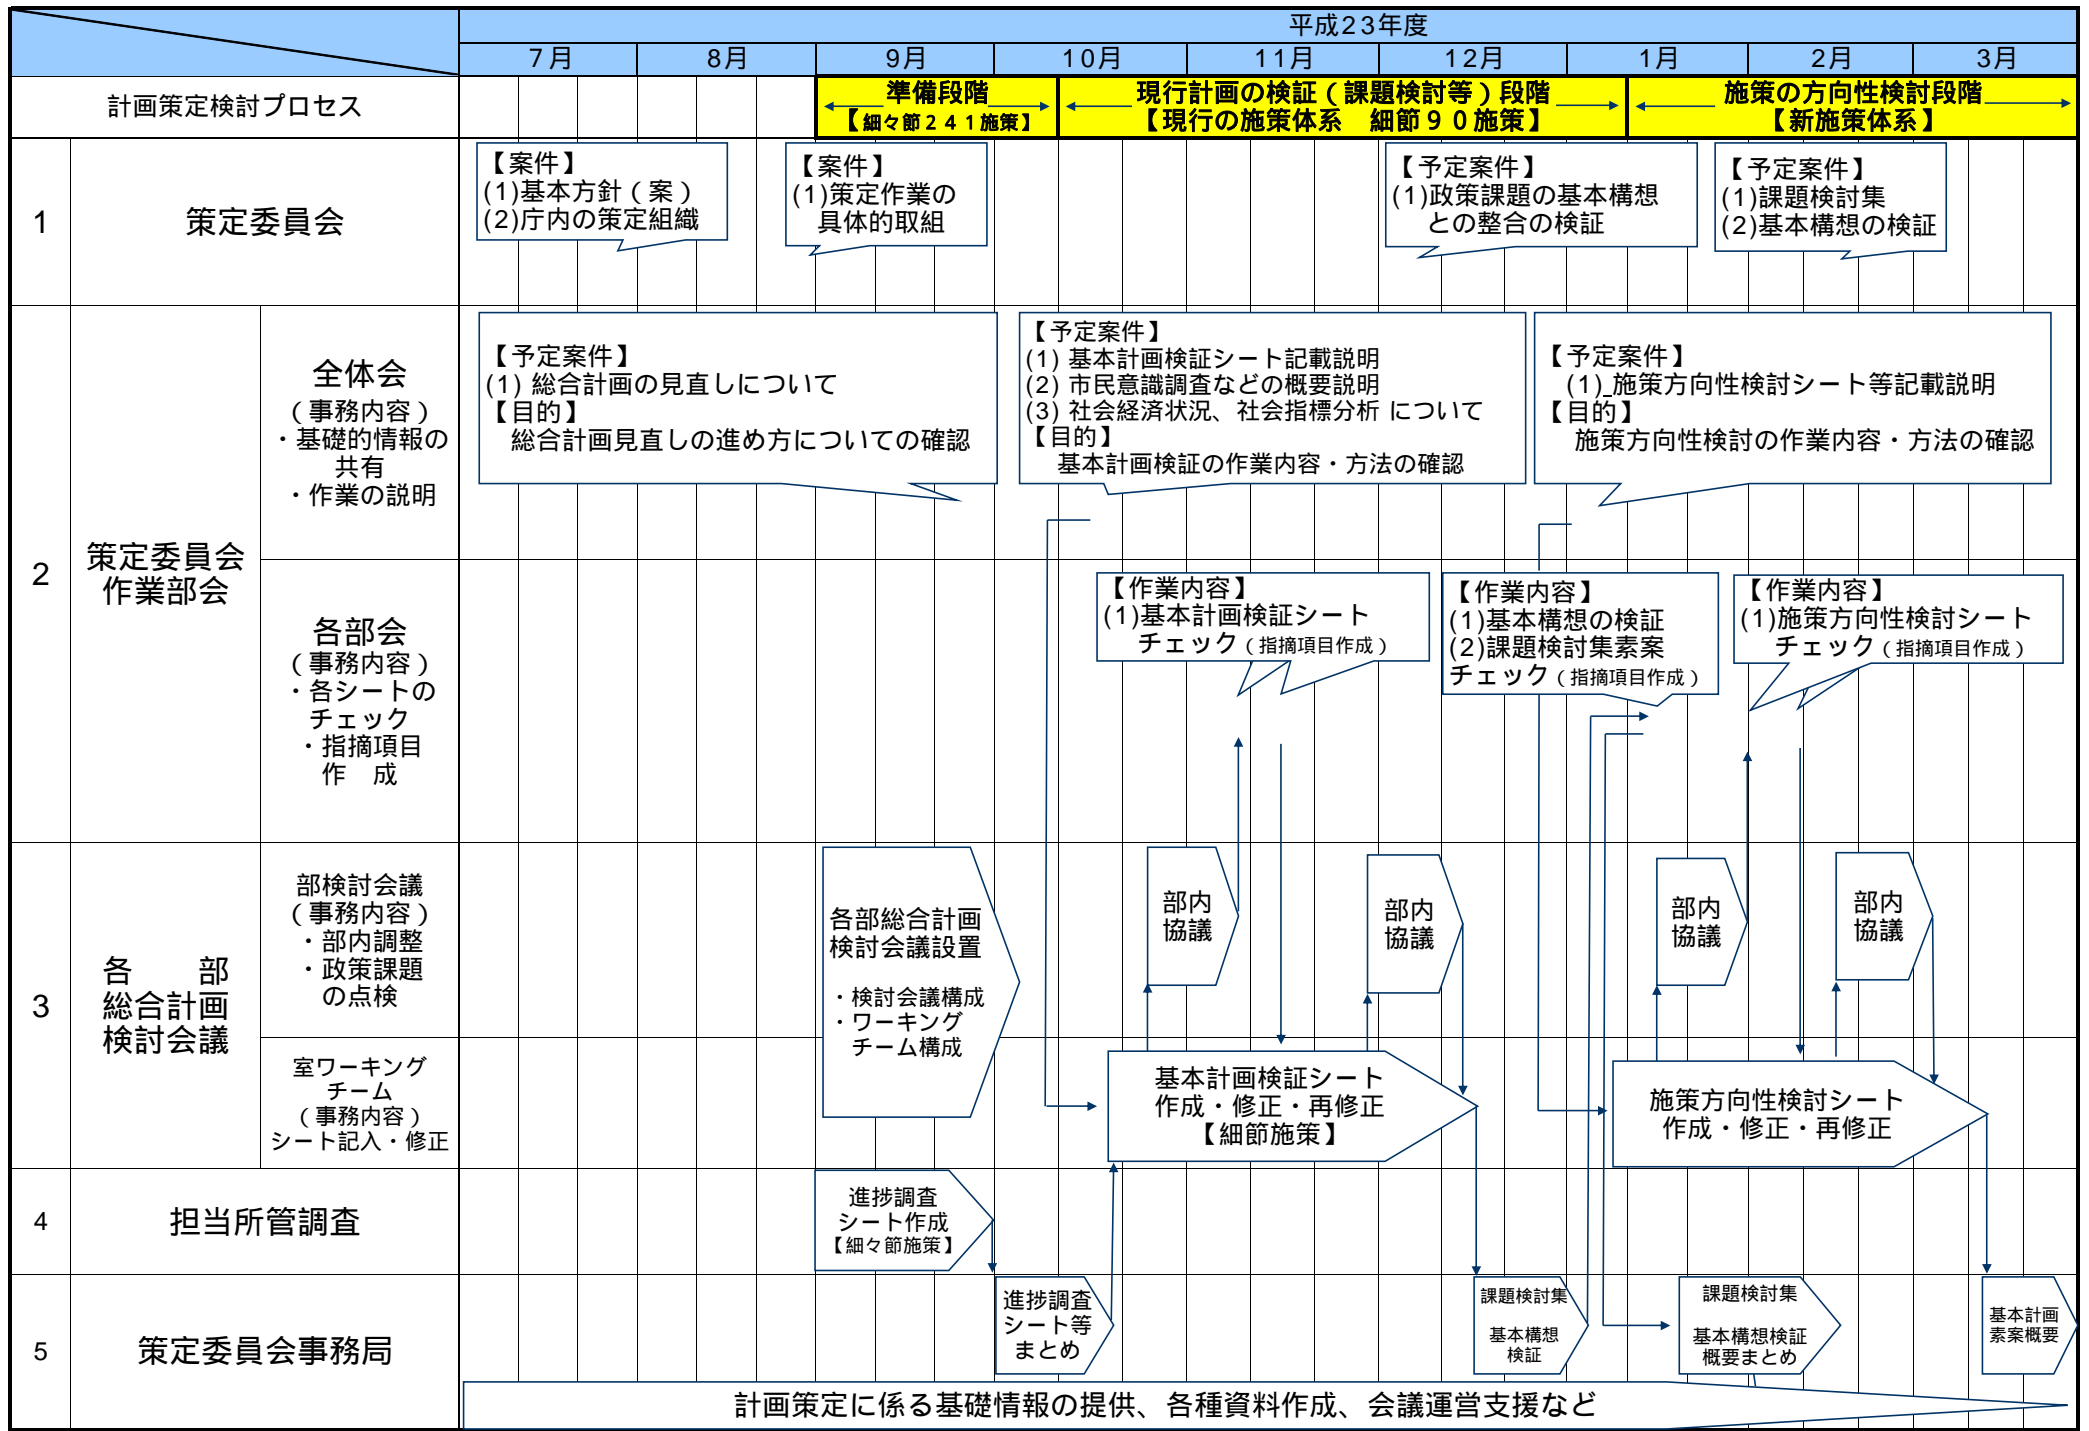 平成23年度
7月 8月 9月 10月 11月 12月 1月 2月 3月
計画策定検討プロセス
準備段階
【細々節241施策】
現行計画の検証(課題検討等)段階
【現行の施策体系 細節90施策】
施策の方向性検討段階
【新施策体系】
1
策定委員会
【案件】
(1)基本方針(案)
(2)庁内の策定組織
【案件】
(1)策定作業の
具体的取組
【予定案件】
(1)政策課題の基本構想
との整合の検証
【予定案件】
(1)課題検討集
(2)基本構想の検証
2
策定委員会
作業部会
全体会
(事務内容)
・基礎的情報の
共有
・作業の説明
【予定案件】
(1) 総合計画の見直しについて
【目的】
総合計画見直しの進め方についての確認
【予定案件】
(1) 基本計画検証シート記載説明
(2) 市民意識調査などの概要説明
(3) 社会経済状況、社会指標分析 について
【目的】
基本計画検証の作業内容・方法の確認
【予定案件】
(1) 施策方向性検討シート等記載説明
【目的】
施策方向性検討の作業内容・方法の確認
各部会
(事務内容)
・各シートの
チェック
・指摘項目
作 成
【作業内容】
(1)基本計画検証シート
チェック(指摘項目作成)
【作業内容】
(1)基本構想の検証
(2)課題検討集素案
チェック(指摘項目作成)
【作業内容】
(1)施策方向性検討シート
チェック(指摘項目作成)
3
各 部
総合計画
検討会議
部検討会議
(事務内容)
・部内調整
・政策課題
の点検
各部総合計画
検討会議設置
・検討会議構成
・ワーキング
チーム構成
部内
協議
部内
協議
部内
協議
部内
協議
室ワーキング
チーム
(事務内容)
シート記入・修正
基本計画検証シート
作成・修正・再修正
【細節施策】
施策方向性検討シート
作成・修正・再修正
4
担当所管調査
進捗調査
シート作成
【細々節施策】
5
策定委員会事務局
進捗調査
シート等
まとめ
課題検討集
基本構想
検証
課題検討集
基本構想検証
概要まとめ
基本計画
素案概要
計画策定に係る基礎情報の提供、各種資料作成、会議運営支援など